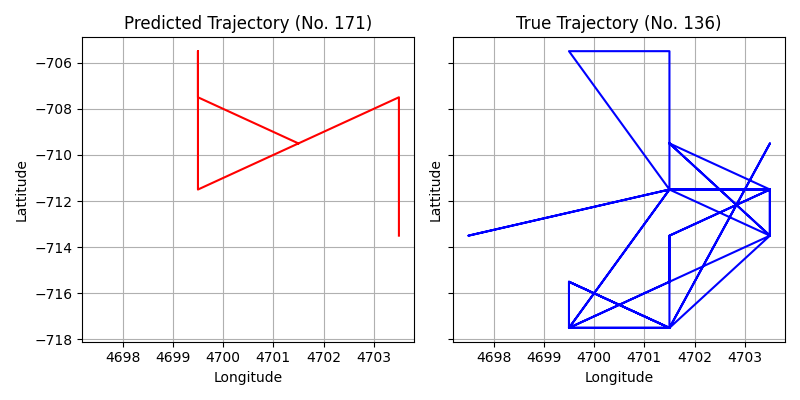 Predicted Trajectory (No. 171)
True Trajectory (No. 136)
−706
−708
−710
−712
−714
−716
−718
Lattitude
Lattitude
4698 4699 4700 4701 4702 4703
4698 4699 4700 4701 4702 4703
Longitude
Longitude